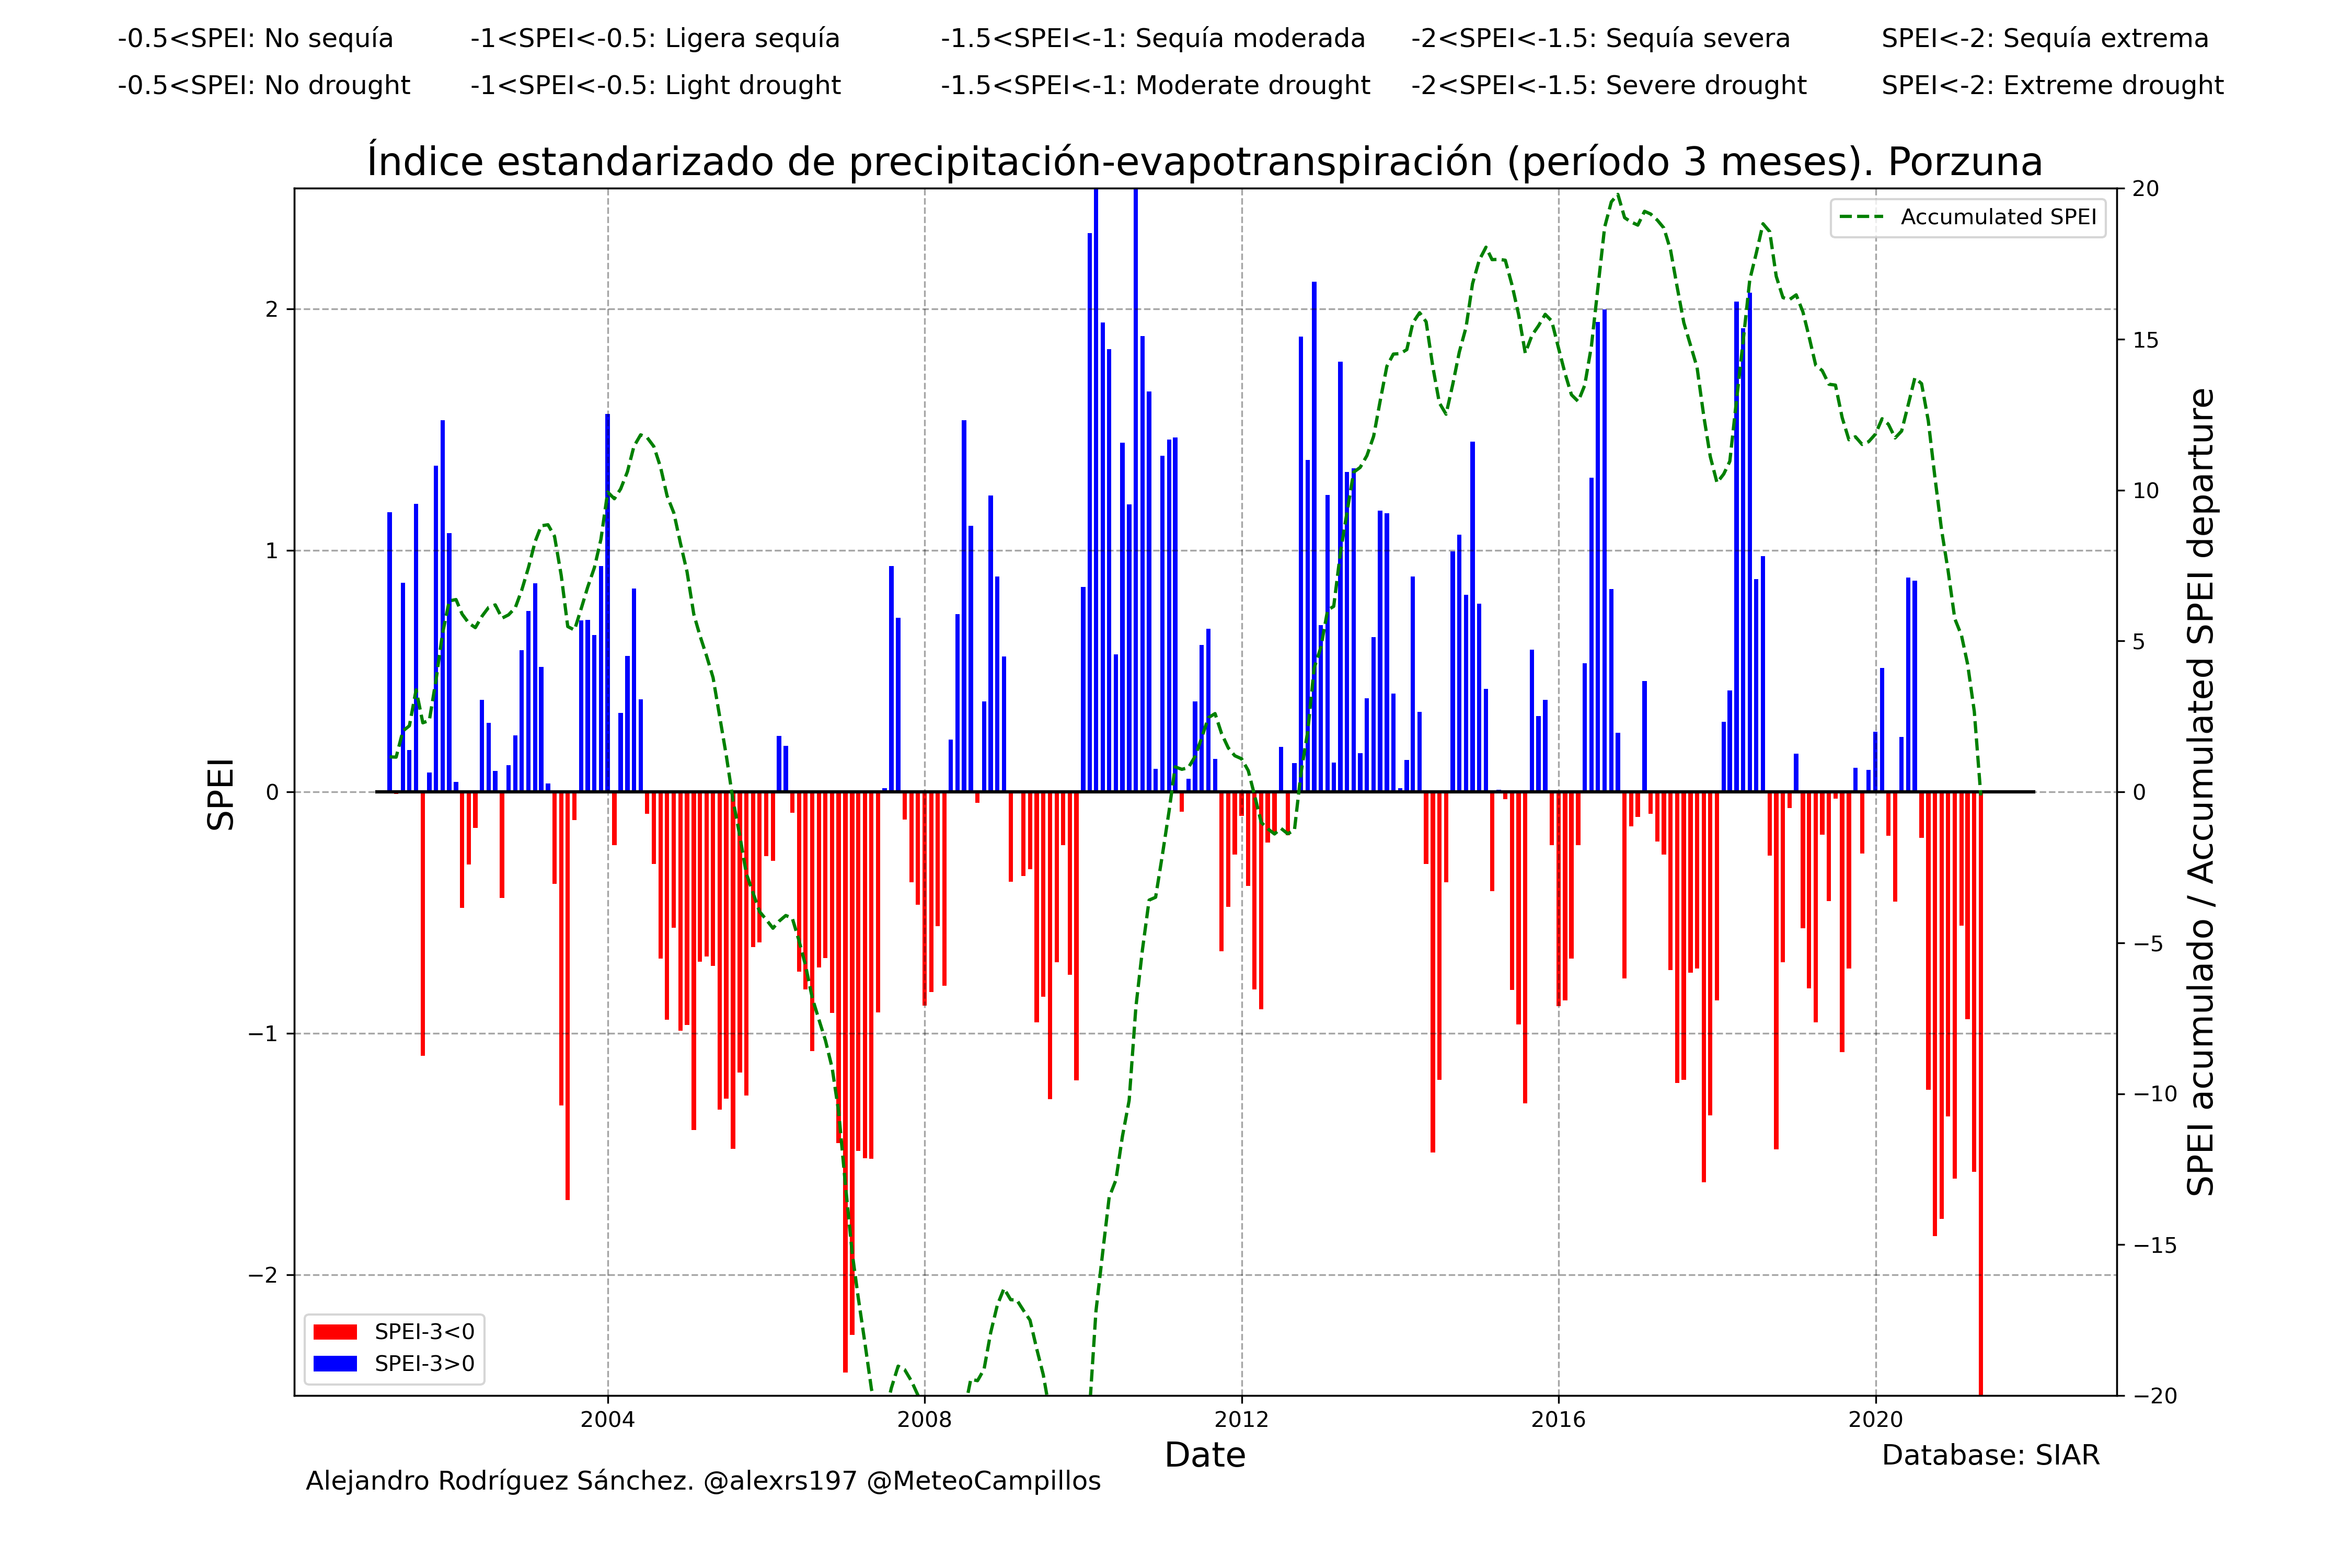 -0.5<SPEI: No sequía -1<SPEI<-0.5: Ligera sequía -1.5<SPEI<-1: Sequía moderada -2<SPEI<-1.5: Sequía severa SPEI<-2: Sequía extrema
-0.5<SPEI: No drought -1<SPEI<-0.5: Light drought -1.5<SPEI<-1: Moderate drought -2<SPEI<-1.5: Severe drought SPEI<-2: Extreme drought
Índice estandarizado de precipitación-evapotranspiración (período 3 meses). Porzuna
Accumulated SPEI
SPEI
2
1
0
−1
−2
20
15
10
5
0
−5
−10
−15
−20
SPEI acumulado / Accumulated SPEI departure
SPEI-3<0
SPEI-3>0
2004 2008 2012 2016 2020
Date
Database: SIAR
Alejandro Rodríguez Sánchez. @alexrs197 @MeteoCampillos